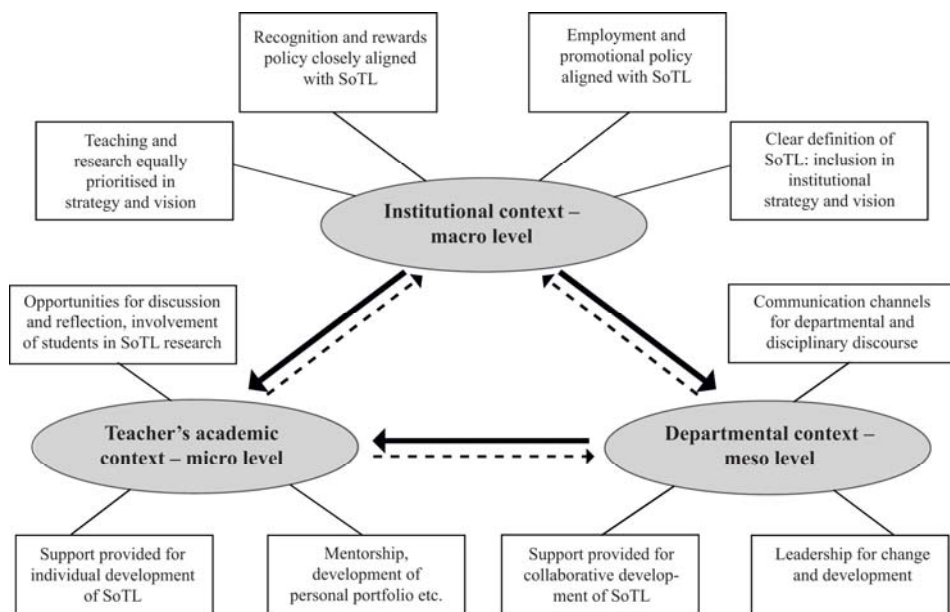 Recognition and rewards
policy closely aligned
with SoTL
Employment and
promotional policy
aligned with SoTL
Teaching and
research equally
prioritised in
strategy and vision
Clear definition of
SoTL: inclusion in
institutional
strategy and vision
Institutional context –
macro level
Opportunities for discussion
and reflection, involvement
of students in SoTL research
Communication channels
for departmental and
disciplinary discourse
Teacher's academic
context – micro level
Departmental context –
meso level
Support provided for
individual development
of SoTL
Mentorship,
development of
personal portfolio etc.
Support provided for
collaborative develop-
ment of SoTL
Leadership for change
and development